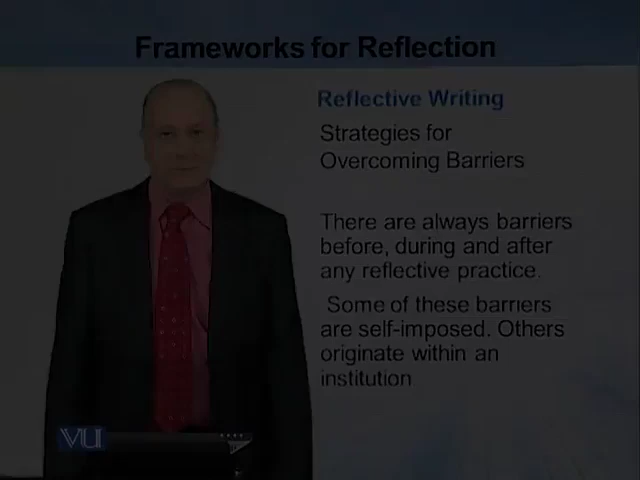 Frameworks for Reflection
Reflective Writing
Strategies for
Overcoming Barriers
There are always barriers
before, during and after
any reflective practice.
Some of these barriers
are self-imposed. Others
originate within an
institution
VU